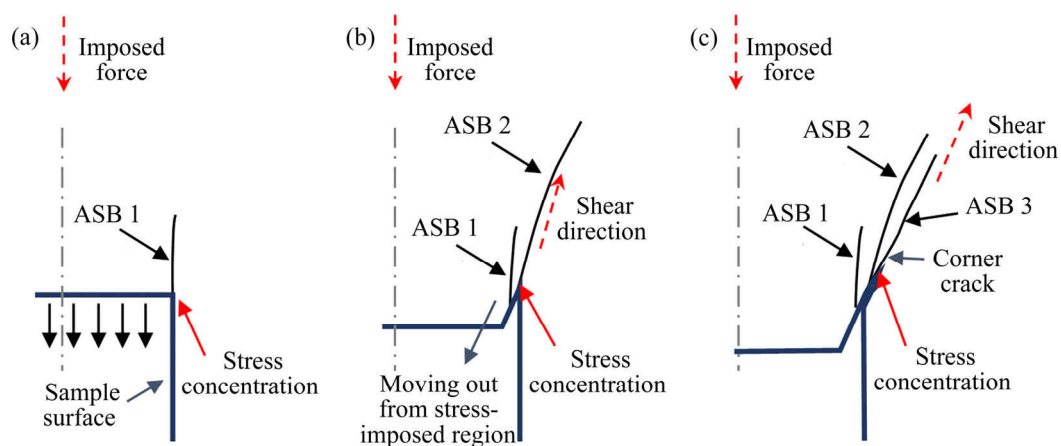 (a)
Imposed
force
ASB 1
Stress
concentration
Sample
surface
(b)
Imposed
force
ASB 2
ASB 1
Shear
direction
Stress
concentration
Moving out
from stress-
imposed region
(c)
Imposed
force
ASB 2
Shear
direction
ASB 1
ASB 3
Corner
crack
Stress
concentration